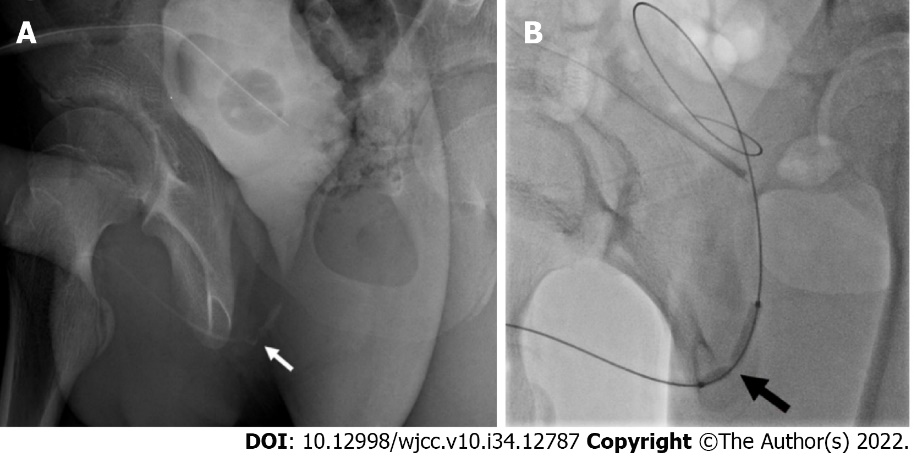 A
B
DOI: 10.12998/wjcc.v10.i34.12787 Copyright ©The Author(s) 2022.